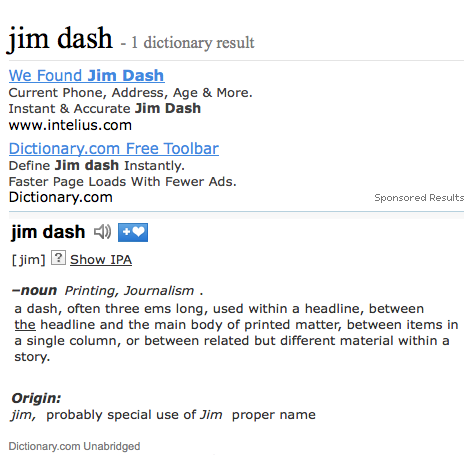 jim dash - 1 dictionary result
We Found Jim Dash
Current Phone, Address, Age & More.
Instant & Accurate Jim Dash
www.intelius.com
Dictionary.com Free Toolbar
Define Jim dash Instantly.
Faster Page Loads With Fewer Ads.
Dictionary.com
Sponsored Results
jim dash +
[jim] ? Show IPA
–noun Printing, Journalism .
a dash, often three ems long, used within a headline, between
the headline and the main body of printed matter, between items in
a single column, or between related but different material within a
story.
Origin:
jim, probably special use of Jim proper name
Dictionary.com Unabridged